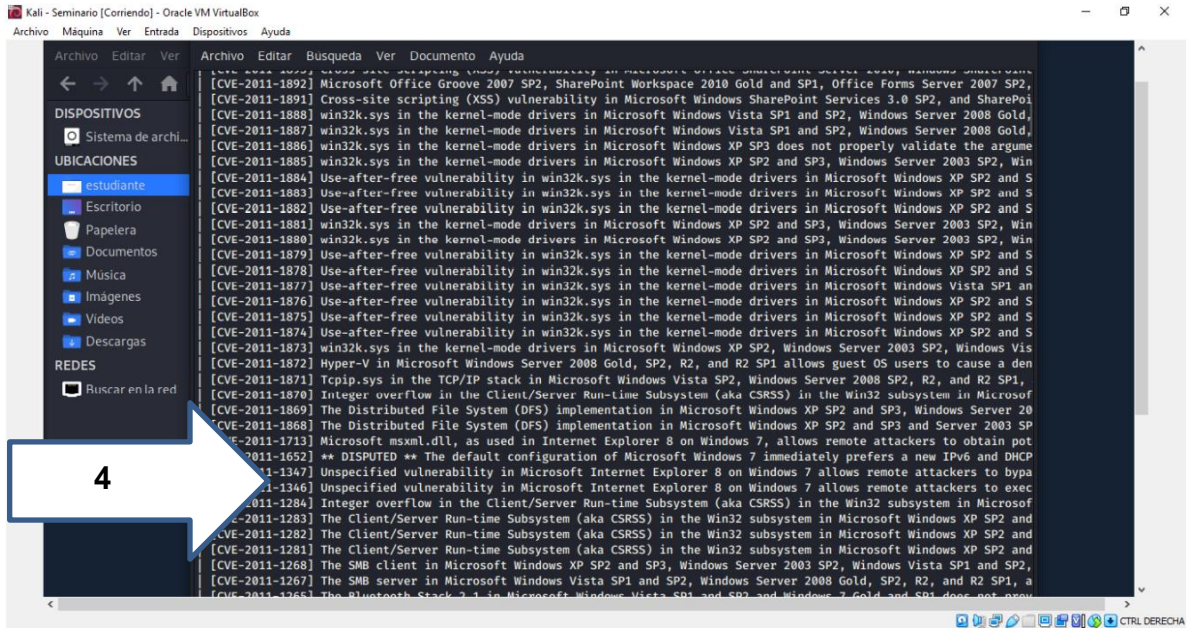 Kali - Seminario [Corriendo] - Oracle VM VirtualBox
Archivo Máquina Ver Entrada Dispositivos Ayuda
Archivo Editar Ver
Archivo Editar Búsqueda Ver Documento Ayuda
DISPOSITIVOS
Sistema de archi...
UBICACIONES
estudiante
Escritorio
Papelera
Documentos
Música
Imágenes
Vídeos
Descargas
REDES
Buscar en la red
4
| [CVE-2011-1892] Microsoft Office Groove 2007 SP2, SharePoint Workspace 2010 Gold and SP1, Office Forms Server 2007 SP2,
| [CVE-2011-1891] Cross-site scripting (XSS) vulnerability in Microsoft Windows SharePoint Services 3.0 SP2, and SharePoi
| [CVE-2011-1888] win32k.sys in the kernel-mode drivers in Microsoft Windows Vista SP1 and SP2, Windows Server 2008 Gold,
| [CVE-2011-1887] win32k.sys in the kernel-mode drivers in Microsoft Windows Vista SP1 and SP2, Windows Server 2008 Gold,
| [CVE-2011-1886] win32k.sys in the kernel-mode drivers in Microsoft Windows XP SP3 does not properly validate the argume
| [CVE-2011-1885] win32k.sys in the kernel-mode drivers in Microsoft Windows XP SP2 and SP3, Windows Server 2003 SP2, Win
| [CVE-2011-1884] Use-after-free vulnerability in win32k.sys in the kernel-mode drivers in Microsoft Windows XP SP2 and S
| [CVE-2011-1883] Use-after-free vulnerability in win32k.sys in the kernel-mode drivers in Microsoft Windows XP SP2 and S
| [CVE-2011-1882] Use-after-free vulnerability in win32k.sys in the kernel-mode drivers in Microsoft Windows XP SP2 and S
| [CVE-2011-1881] win32k.sys in the kernel-mode drivers in Microsoft Windows XP SP2 and SP3, Windows Server 2003 SP2, Win
| [CVE-2011-1880] win32k.sys in the kernel-mode drivers in Microsoft Windows XP SP2 and SP3, Windows Server 2003 SP2, Win
| [CVE-2011-1879] Use-after-free vulnerability in win32k.sys in the kernel-mode drivers in Microsoft Windows XP SP2 and S
| [CVE-2011-1878] Use-after-free vulnerability in win32k.sys in the kernel-mode drivers in Microsoft Windows XP SP2 and S
| [CVE-2011-1877] Use-after-free vulnerability in win32k.sys in the kernel-mode drivers in Microsoft Windows Vista SP1 an
| [CVE-2011-1876] Use-after-free vulnerability in win32k.sys in the kernel-mode drivers in Microsoft Windows XP SP2 and S
| [CVE-2011-1875] Use-after-free vulnerability in win32k.sys in the kernel-mode drivers in Microsoft Windows XP SP2 and S
| [CVE-2011-1874] Use-after-free vulnerability in win32k.sys in the kernel-mode drivers in Microsoft Windows XP SP2 and S
| [CVE-2011-1873] win32k.sys in the kernel-mode drivers in Microsoft Windows XP SP2, Windows Server 2003 SP2, Windows Vis
| [CVE-2011-1872] Hyper-V in Microsoft Windows Server 2008 Gold, SP2, R2, and R2 SP1 allows guest OS users to cause a den
| [CVE-2011-1871] Tcpip.sys in the TCP/IP stack in Microsoft Windows Vista SP2, Windows Server 2008 SP2, R2, and R2 SP1,
| [CVE-2011-1870] Integer overflow in the Client/Server Run-time Subsystem (aka CSRSS) in the Win32 subsystem in Microsof
| [CVE-2011-1869] The Distributed File System (DFS) implementation in Microsoft Windows XP SP2 and SP3, Windows Server 20
[CVE-2011-1868] The Distributed File System (DFS) implementation in Microsoft Windows XP SP2 and SP3 and Server 2003 SP
E-2011-1713] Microsoft msxml.dll, as used in Internet Explorer 8 on Windows 7, allows remote attackers to obtain pot
2011-1652] ** DISPUTED ** The default configuration of Microsoft Windows 7 immediately prefers a new IPv6 and DHCP
11-1347] Unspecified vulnerability in Microsoft Internet Explorer 8 on Windows 7 allows remote attackers to bypa
11-1346] Unspecified vulnerability in Microsoft Internet Explorer 8 on Windows 7 allows remote attackers to exec
011-1284] Integer overflow in the Client/Server Run-time Subsystem (aka CSRSS) in the Win32 subsystem in Microsof
2011-1283] The Client/Server Run-time Subsystem (aka CSRSS) in the Win32 subsystem in Microsoft Windows XP SP2 and
-2011-1282] The Client/Server Run-time Subsystem (aka CSRSS) in the Win32 subsystem in Microsoft Windows XP SP2 and
[CVE-2011-1281] The Client/Server Run-time Subsystem (aka CSRSS) in the Win32 subsystem in Microsoft Windows XP SP2 and
| [CVE-2011-1268] The SMB client in Microsoft Windows XP SP2 and SP3, Windows Server 2003 SP2, Windows Vista SP1 and SP2,
| [CVE-2011-1267] The SMB server in Microsoft Windows Vista SP1 and SP2, Windows Server 2008 Gold, SP2, R2, and R2 SP1, a
| [CVE-2011-1265] The Bluetooth Stack 2.1 in Microsoft Windows Vista SP1 and SP2 and Windows 7 Gold and SP1 does not prev
CTRL DERECHA